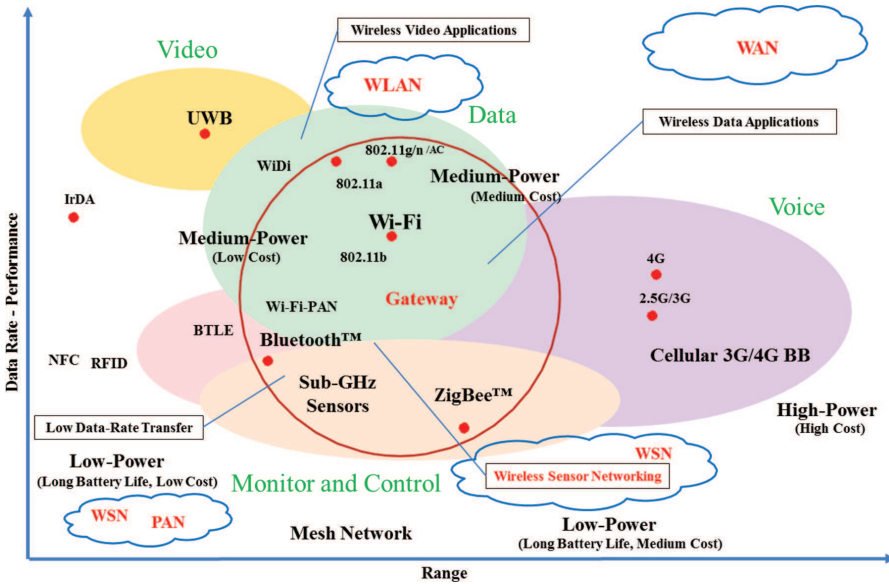 Wireless Video Applications
WAN
Video
WLAN
UWB
Data
Wireless Data Applications
802.11g/n /AC
WiDi
Medium-Power
(Medium Cost)
802.11a
IrDA
Voice
Wi-Fi
Medium-Power
(Low Cost)
802.11b
4G
2.5G/3G
Wi-Fi-PAN
Gateway
BTLE
Bluetooth™
NFC
RFID
Cellular 3G/4G BB
Sub-GHz
Sensors
ZigBee™
High-Power
(High Cost)
Low Data-Rate Transfer
WSN
Low-Power
(Long Battery Life, Low Cost)
Wireless Sensor Networking
Monitor and Control
WSN
PAN
Mesh Network
Low-Power
(Long Battery Life, Medium Cost)
Data Rate - Performance
Range